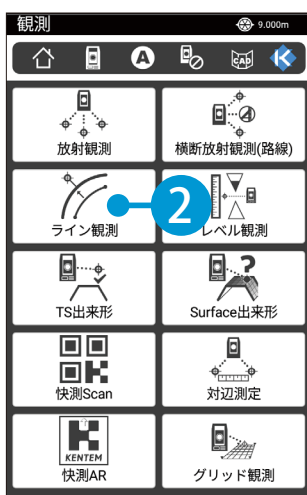 観測 9.000m
A CAD
放射観測 横断放射観測(路線)
ライン観測 2 レベル観測
TS出来形 ? Surface出来形
快測Scan 対辺測定
KENTEM
快測AR グリッド観測